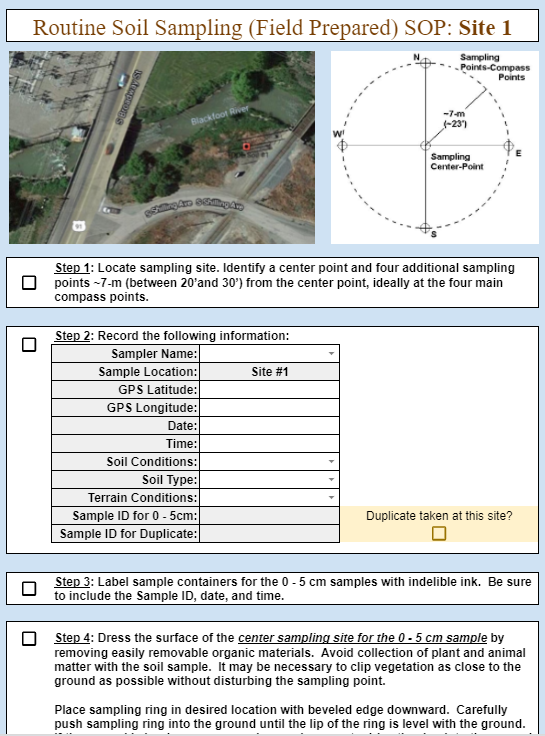 Routine Soil Sampling (Field Prepared) SOP: Site 1
S Broadway St
Blackfoot River
S Shilling Ave S Shilling Ave
91
N
Sampling
Points-Compass
Points
~7-m
(~23')
W
E
Sampling
Center-Point
S
Step 1: Locate sampling site. Identify a center point and four additional sampling
points ~7-m (between 20'and 30') from the center point, ideally at the four main
compass points.
Step 2: Record the following information:
Sampler Name:
Sample Location: Site #1
GPS Latitude:
GPS Longitude:
Date:
Time:
Soil Conditions:
Soil Type:
Terrain Conditions:
Sample ID for 0 - 5cm: Duplicate taken at this site?
Sample ID for Duplicate:
Step 3: Label sample containers for the 0 - 5 cm samples with indelible ink. Be sure
to include the Sample ID, date, and time.
Step 4: Dress the surface of the center sampling site for the 0 - 5 cm sample by
removing easily removable organic materials. Avoid collection of plant and animal
matter with the soil sample. It may be necessary to clip vegetation as close to the
ground as possible without disturbing the sampling point.
Place sampling ring in desired location with beveled edge downward. Carefully
push sampling ring into the ground until the lip of the ring is level with the ground.